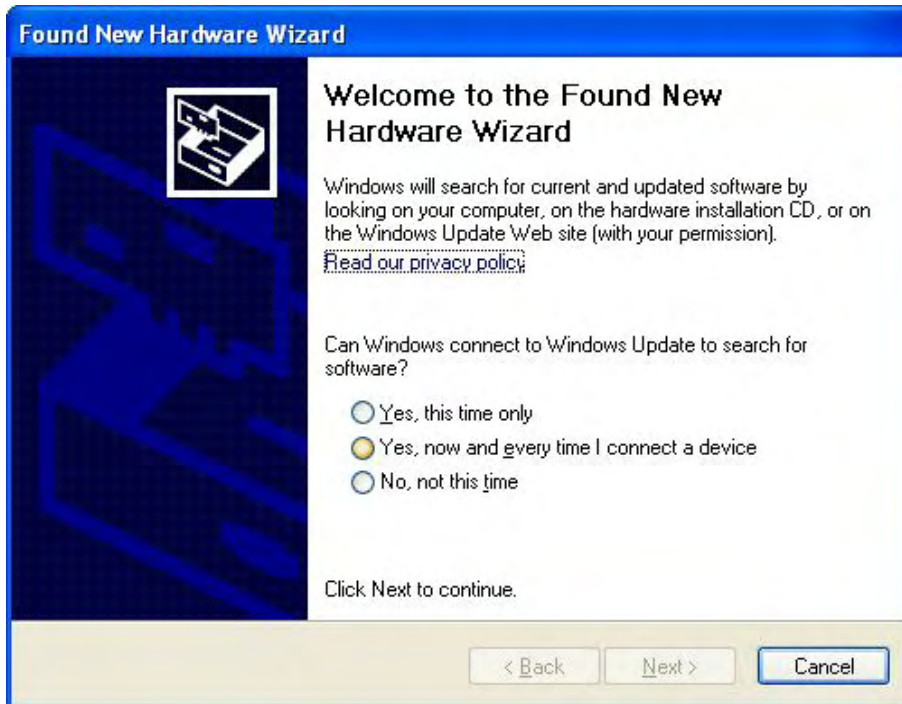 Found New Hardware Wizard
Welcome to the Found New
Hardware Wizard
Windows will search for current and updated software by
looking on your computer, on the hardware installation CD, or on
the Windows Update Web site (with your permission).
Read our privacy policy
Can Windows connect to Windows Update to search for
software?
Yes, this time only
Yes, now and every time I connect a device
No, not this time
Click Next to continue.
< Back
Next >
Cancel